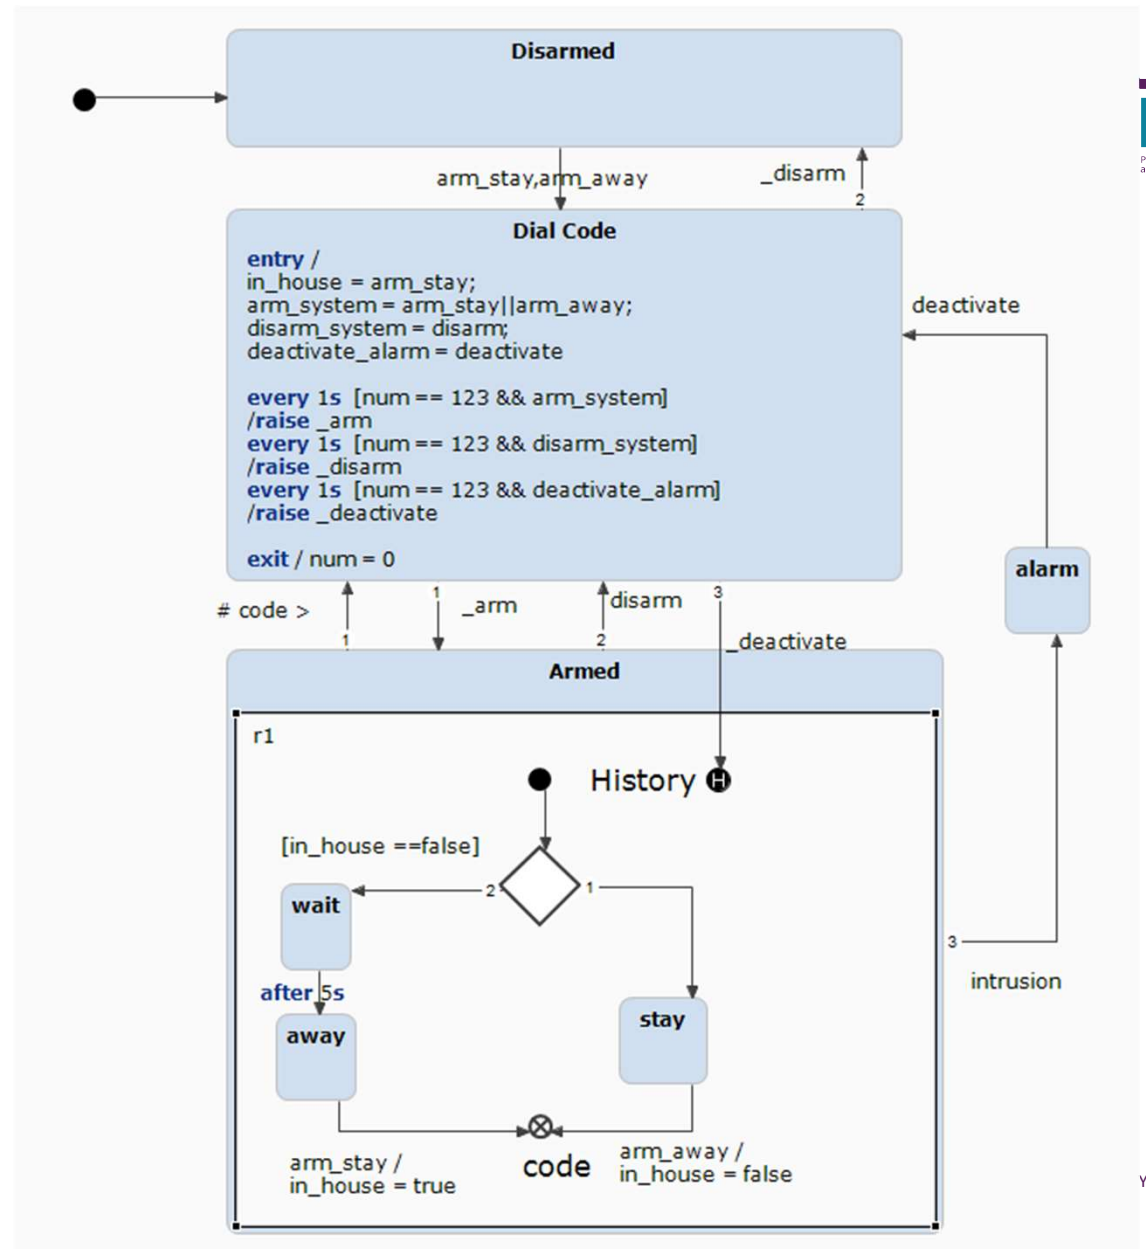 Disarmed
arm_stay,arm_away
_disarm
2
Dial Code
entry /
in_house = arm_stay;
arm_system = arm_stay||arm_away;
disarm_system = disarm;
deactivate_alarm = deactivate
every 1s [num == 123 && arm_system]
/raise _arm
every 1s [num == 123 && disarm_system]
/raise _disarm
every 1s [num == 123 && deactivate_alarm]
/raise _deactivate
exit / num = 0
deactivate
alarm
# code >
1
1
_arm
2
disarm
3
_deactivate
Armed
r1
History H
[in_house ==false]
2
1
wait
after 5s
away
stay
3
intrusion
arm_stay /
in_house = true
code
arm_away /
in_house = false
P
a
Y